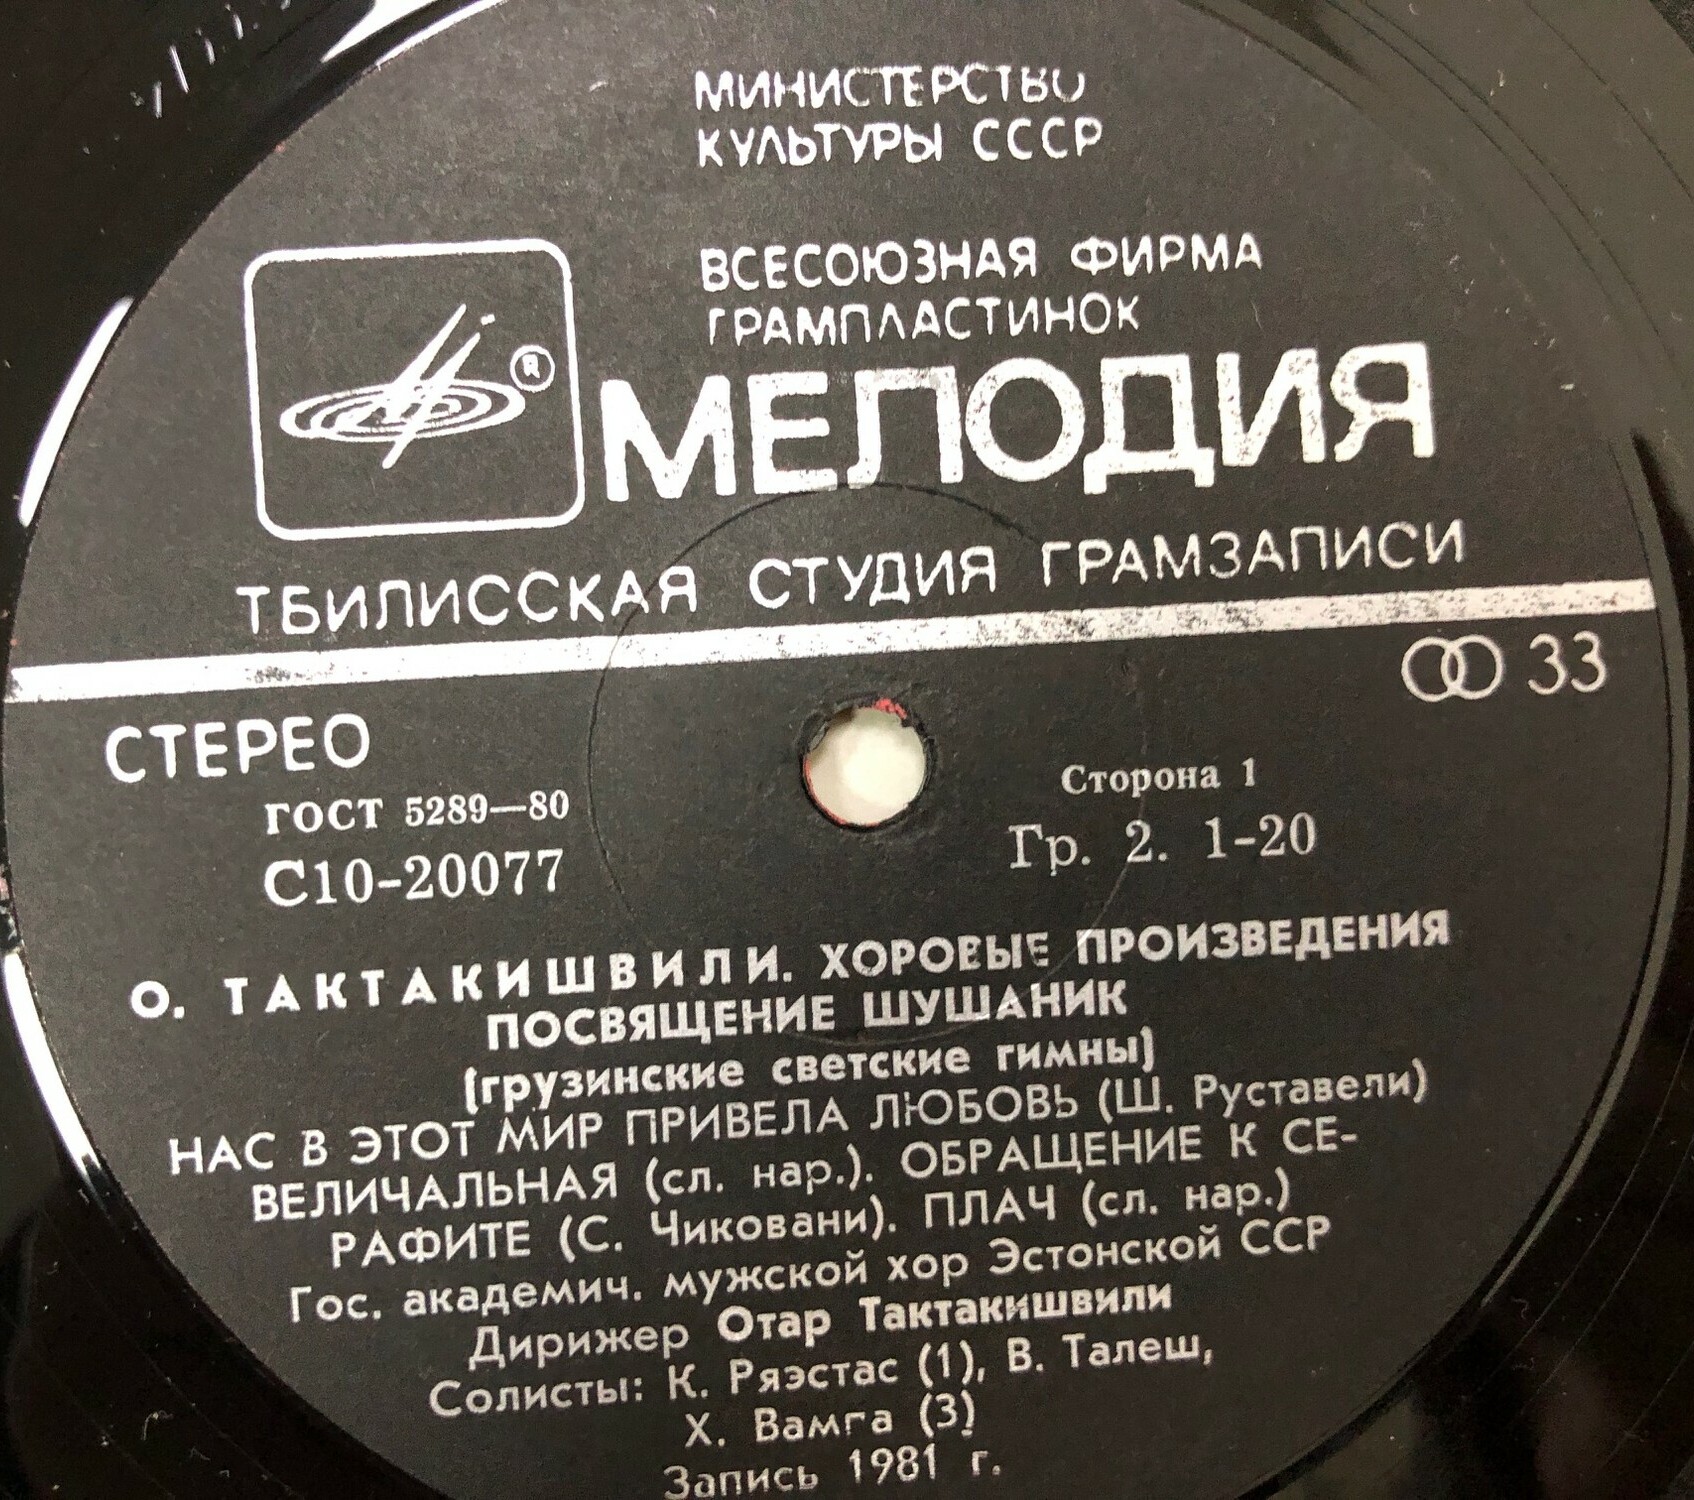 МИНИСТЕРСТВО
КУЛЬТУРЫ СССР
ВСЕСОЮЗНАЯ ФИРМА
ГРАМПЛАСТИНОК
®
МЕЛОДИЯ
ТБИЛИССКАЯ СТУДИЯ ГРАМЗАПИСИ
33
СТЕРЕО
ГОСТ 5289—80
С10-20077
Сторона 1
Гр. 2. 1-20
О. ТАКТАКИШВИЛИ. ХОРОВЫЕ ПРОИЗВЕДЕНИЯ
ПОСВЯЩЕНИЕ ШУШАНИК
(грузинские светские гимны)
НАС В ЭТОТ МИР ПРИВЕЛА ЛЮБОВЬ (Ш. Руставели)
ВЕЛИЧАЛЬНАЯ (сл. нар.). ОБРАЩЕНИЕ К СЕ-
РАФИТЕ (С. Чиковани). ПЛАЧ (сл. нар.)
Гос. академич. мужской хор Эстонской ССР
Дирижер Отар Тактакишвили
Солисты: К. Ряэстас (1), В. Талеш,
Х. Вамга (3)
Запись 1981 г.